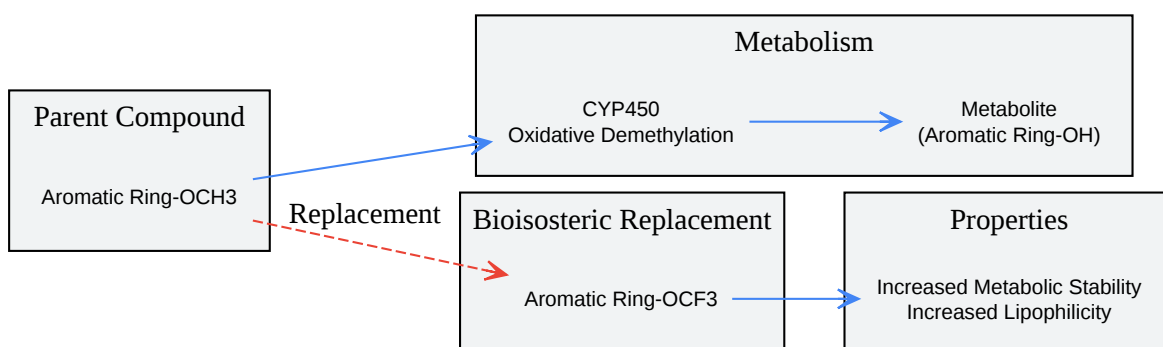 Metabolism
CYP450
Oxidative Demethylation
Metabolite
(Aromatic Ring-OH)
Parent Compound
Aromatic Ring-OCH3
Replacement
Bioisosteric Replacement
Aromatic Ring-OCF3
Properties
Increased Metabolic Stability
Increased Lipophilicity